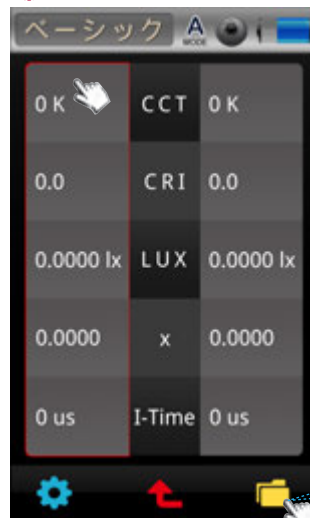 ベーシック A MODE
0 K CCT 0 K
0.0 CRI 0.0
0.0000 lx LUX 0.0000 lx
0.0000 x 0.0000
0 us I-Time 0 us